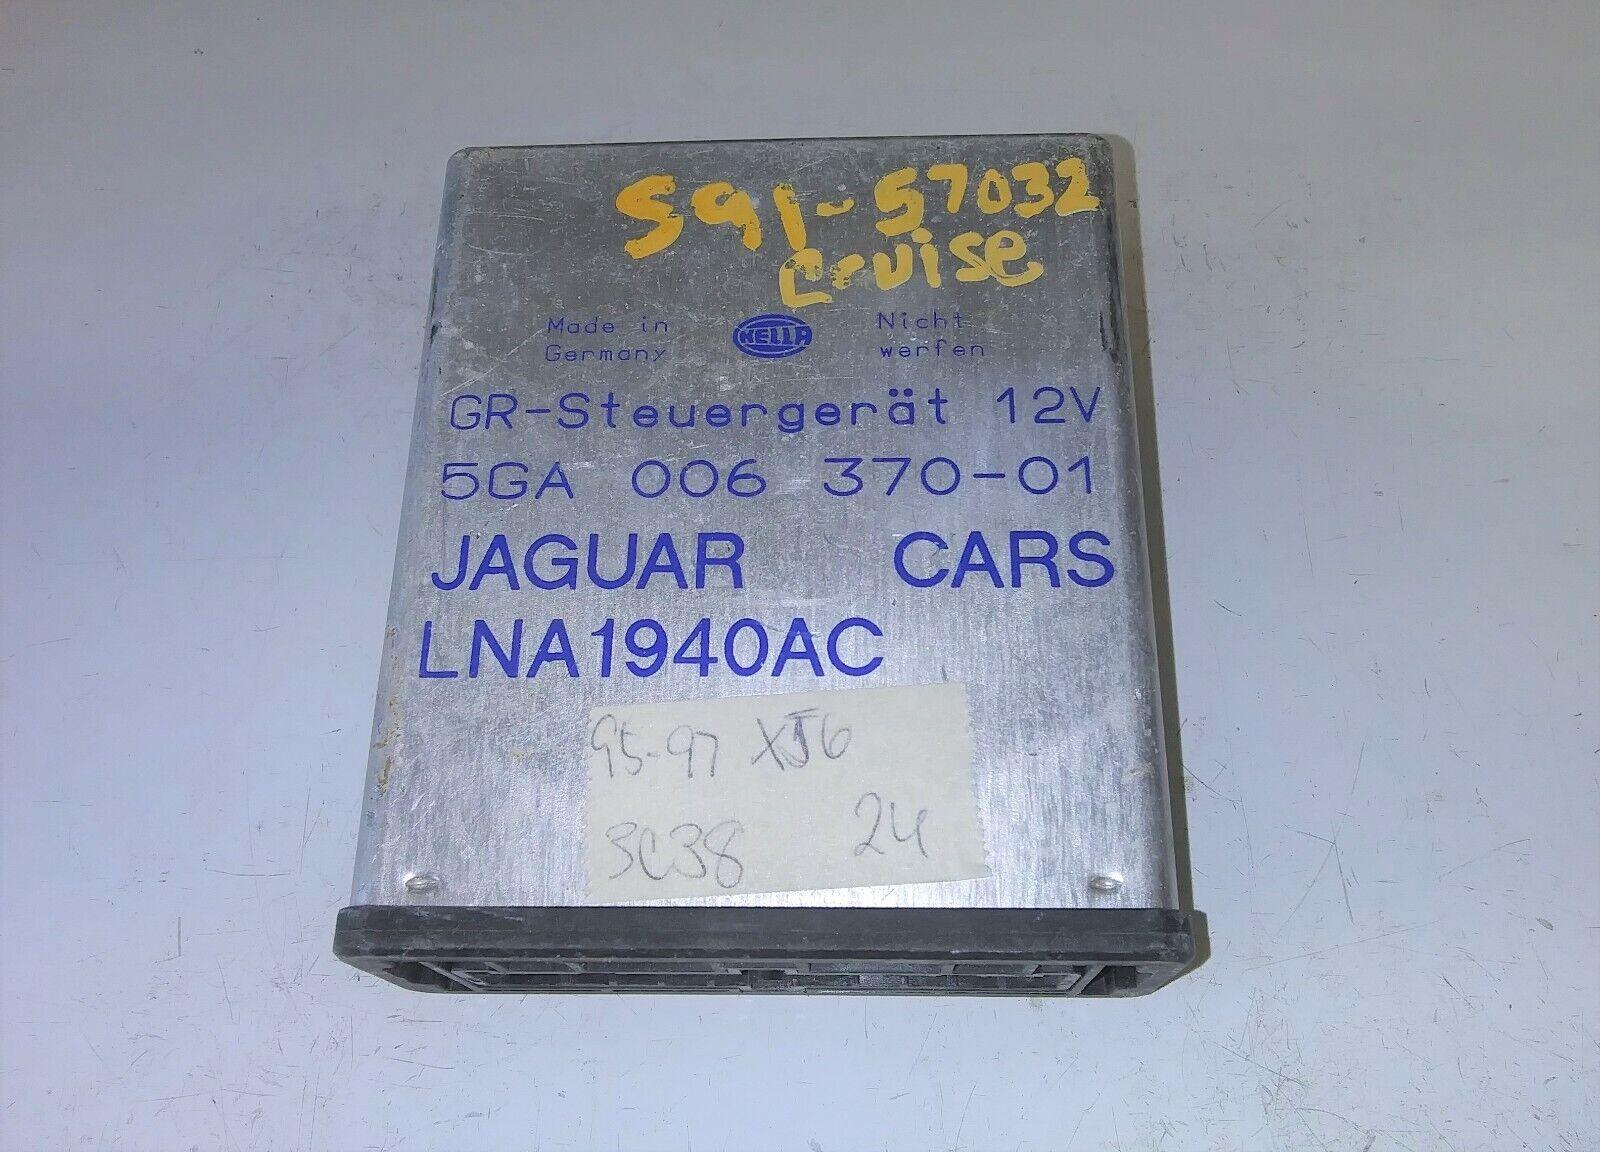 S91-S7032
Cruise
Made in
Germany
HELLA
Nicht
werfen
GR-Steuergerät 12V
5GA 006 370-01
JAGUAR CARS
LNA1940AC
95-97 XJ6
3C38 24